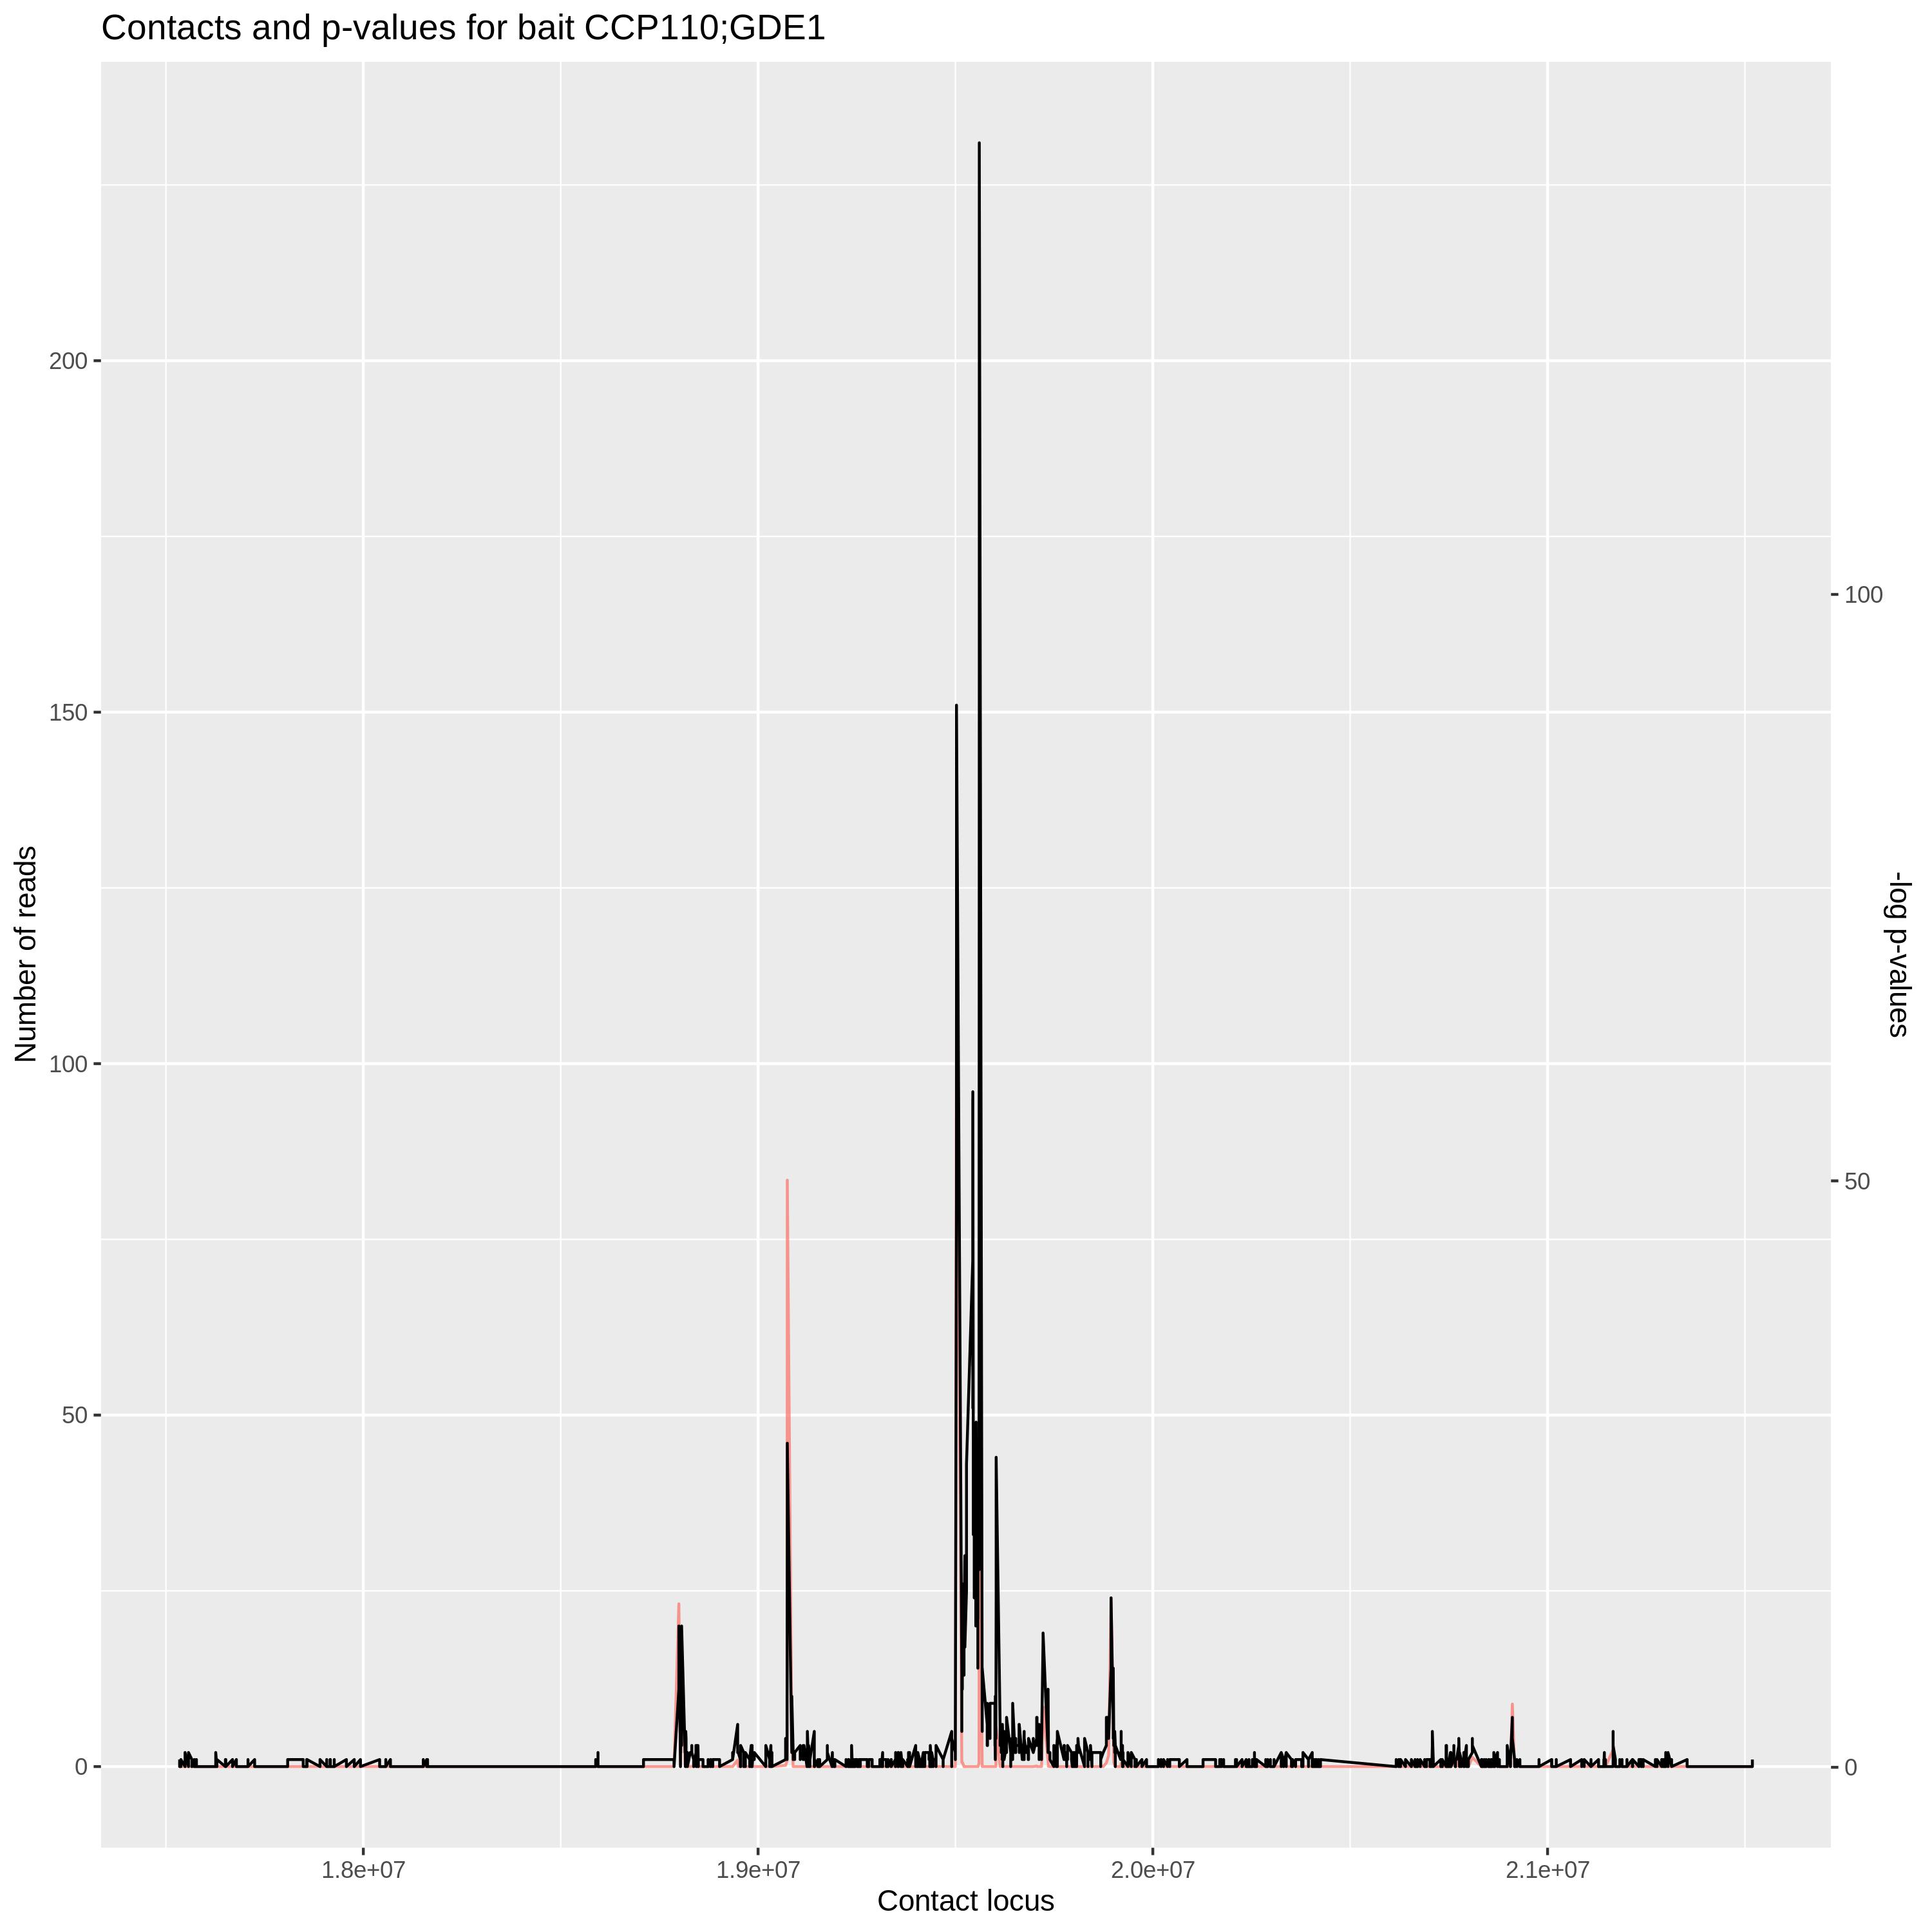 Contacts and p-values for bait CCP110;GDE1
Number of reads
200
150
100
50
0
100
50
0
-log p-values
1.8e+07 1.9e+07 2.0e+07 2.1e+07
Contact locus